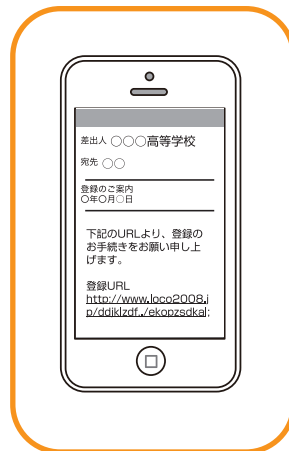 差出人 ○○○高等学校
宛先 ○○
登録のご案内
○年○月○日
下記のURLより、登録の
お手続きをお願い申し上
げます。
登録URL
http://www.loco2008.j
p/ddiklzdf./ekopzsdkal;